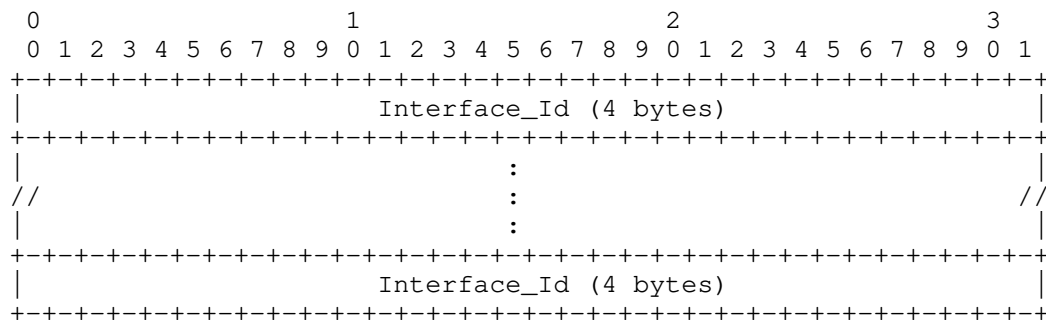 0                   1                   2                   3
 0 1 2 3 4 5 6 7 8 9 0 1 2 3 4 5 6 7 8 9 0 1 2 3 4 5 6 7 8 9 0 1
+-+-+-+-+-+-+-+-+-+-+-+-+-+-+-+-+-+-+-+-+-+-+-+-+-+-+-+-+-+-+-+-+
|                      Interface_Id (4 bytes)                   |
+-+-+-+-+-+-+-+-+-+-+-+-+-+-+-+-+-+-+-+-+-+-+-+-+-+-+-+-+-+-+-+-+
|                              :                                |
//                             :                               //
|                              :                                |
+-+-+-+-+-+-+-+-+-+-+-+-+-+-+-+-+-+-+-+-+-+-+-+-+-+-+-+-+-+-+-+-+
|                      Interface_Id (4 bytes)                   |
+-+-+-+-+-+-+-+-+-+-+-+-+-+-+-+-+-+-+-+-+-+-+-+-+-+-+-+-+-+-+-+-+